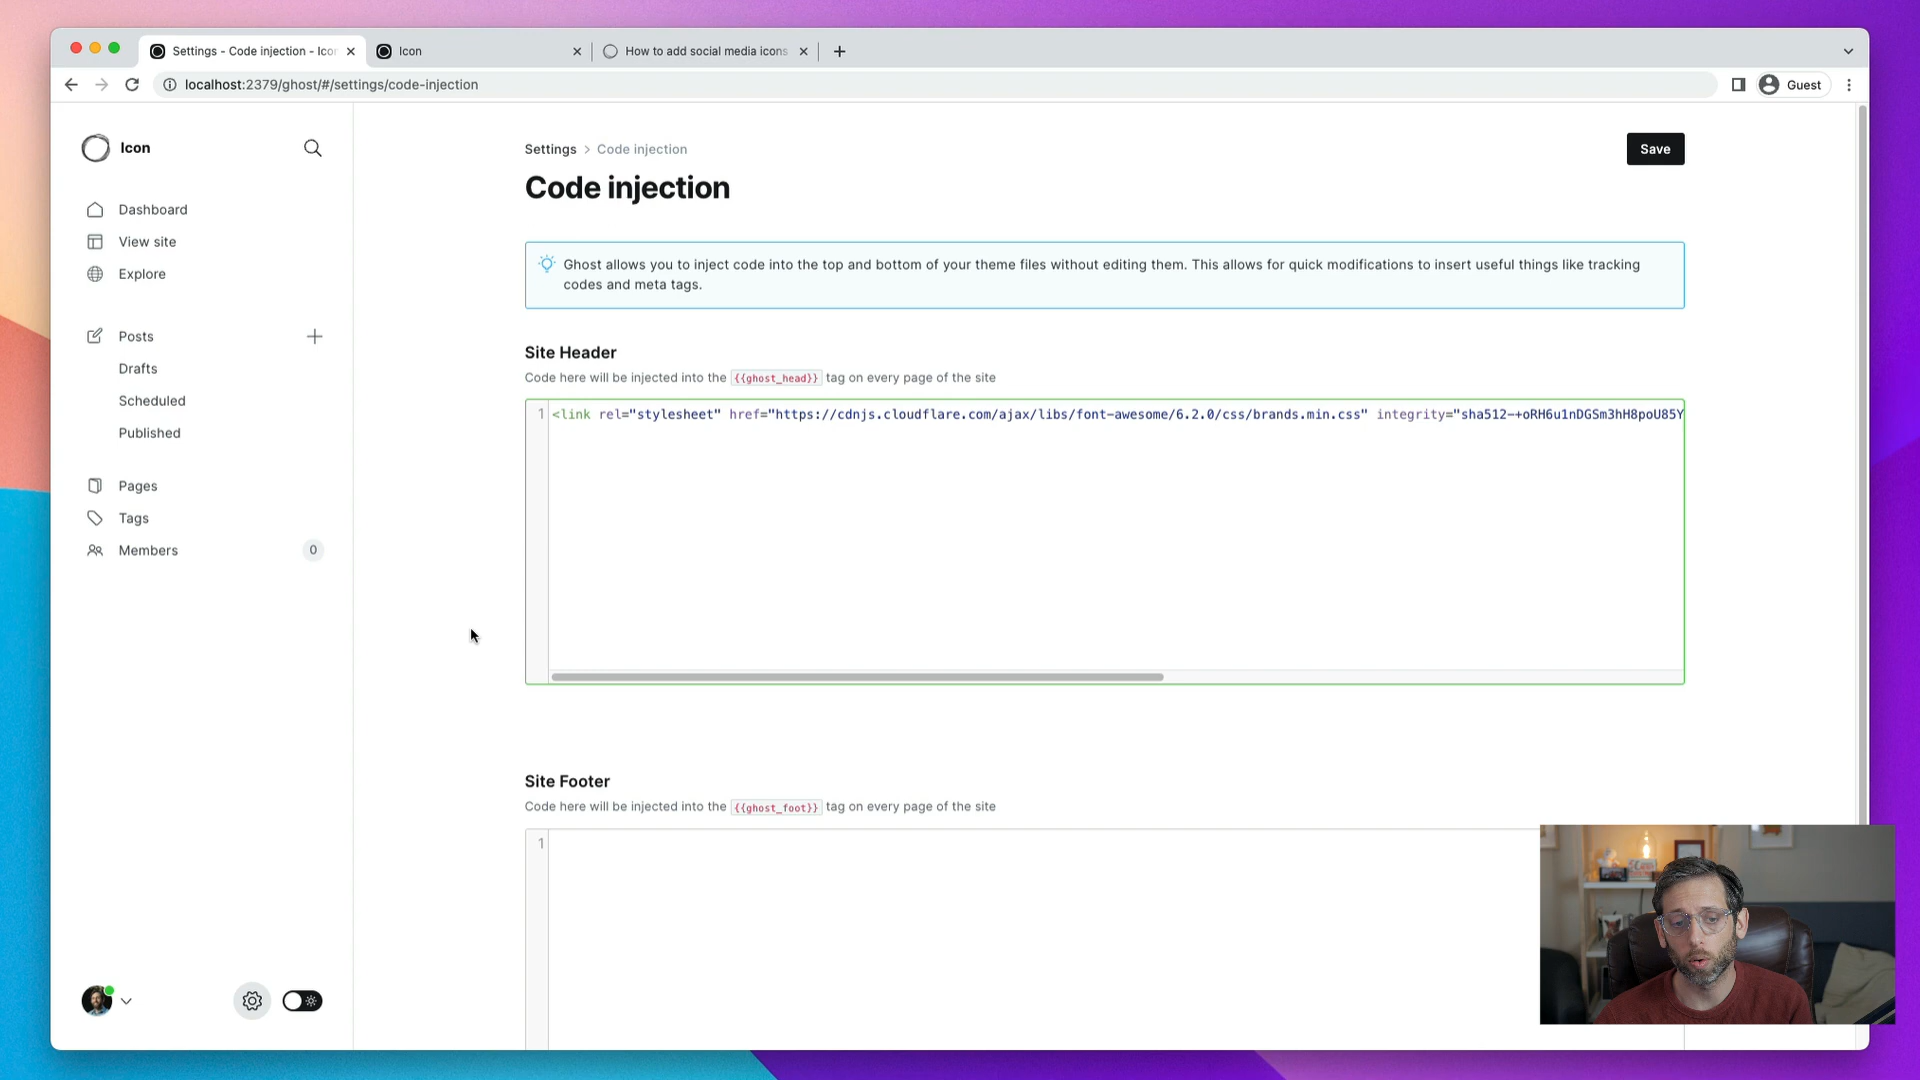 Settings - Code injection - Ico
Icon
How to add social media icons
localhost:2379/ghost/#/settings/code-injection
Guest
Icon
Dashboard
View site
Explore
Posts
Drafts
Scheduled
Published
Pages
Tags
Members
0
Settings > Code injection
Save
Code injection
Ghost allows you to inject code into the top and bottom of your theme files without editing them. This allows for quick modifications to insert useful things like tracking
codes and meta tags.
Site Header
Code here will be injected into the {{ghost_head}} tag on every page of the site
1 <link rel="stylesheet" href="https://cdnjs.cloudflare.com/ajax/libs/font-awesome/6.2.0/css/brands.min.css" integrity="sha512-+oRH6u1nDGSm3hH8poU85Y
Site Footer
Code here will be injected into the {{ghost_foot}} tag on every page of the site
1